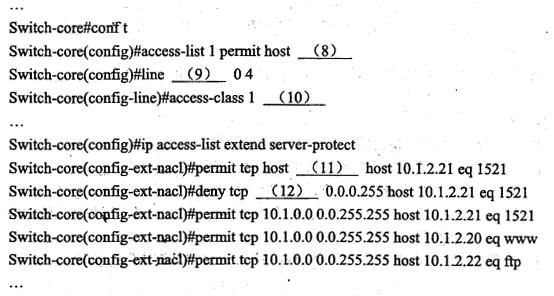 ...
Switch-core#conff t
Switch-core(config)#access-list 1 permit host （8）
Switch-core(config)#line （9） 0 4
Switch-core(config-line)#access-class 1 （10）
...
Switch-core(config)#ip access-list extend server-protect
Switch-core(config-ext-nacl)#permit tcp host （11） host 10.1.2.21 eq 1521
Switch-core(config-ext-nacl)#deny tcp （12） 0.0.0.255 host 10.1.2.21 eq 1521
Switch-core(config-ext-nacl)#permit tcp 10.1.0.0 0.0.255.255 host 10.1.2.21 eq 1521
Switch-core(config-ext-nacl)#permit tcp 10.1.0.0 0.0.255.255 host 10.1.2.20 eq www
Switch-core(config-ext-nacl)#permit tcp 10.1.0.0 0.0.255.255 host 10.1.2.22 eq ftp
...